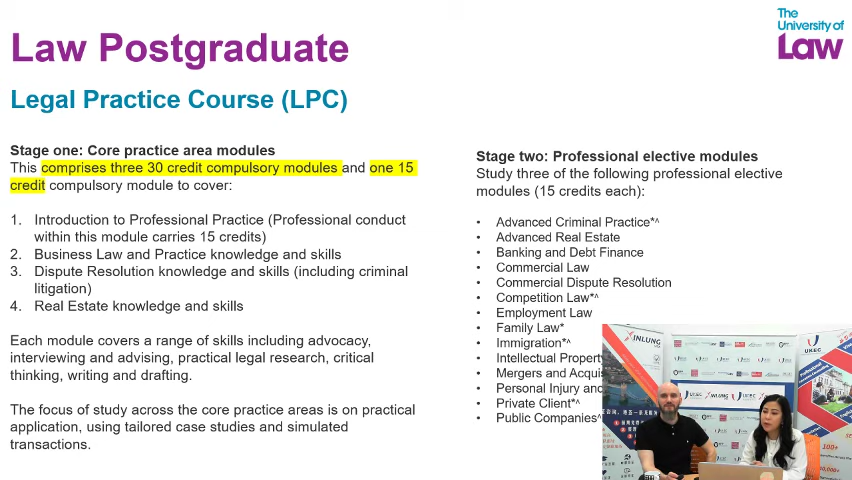 The
University of
Law
Law Postgraduate
Legal Practice Course (LPC)
Stage one: Core practice area modules
This comprises three 30 credit compulsory modules and one 15
credit compulsory module to cover:
1. Introduction to Professional Practice (Professional conduct
within this module carries 15 credits)
2. Business Law and Practice knowledge and skills
3. Dispute Resolution knowledge and skills (including criminal
litigation)
4. Real Estate knowledge and skills
Each module covers a range of skills including advocacy,
interviewing and advising, practical legal research, critical
thinking, writing and drafting.
The focus of study across the core practice areas is on practical
application, using tailored case studies and simulated
transactions.
Stage two: Professional elective modules
Study three of the following professional elective
modules (15 credits each):
• Advanced Criminal Practice*^
• Advanced Real Estate
• Banking and Debt Finance
• Commercial Law
• Commercial Dispute Resolution
• Competition Law*^
• Employment Law
• Family Law*
• Immigration*^
• Intellectual Property
• Mergers and Acquis
• Personal Injury and
• Private Client*^
• Public Companies^
XINLUNG
UKEC
100+